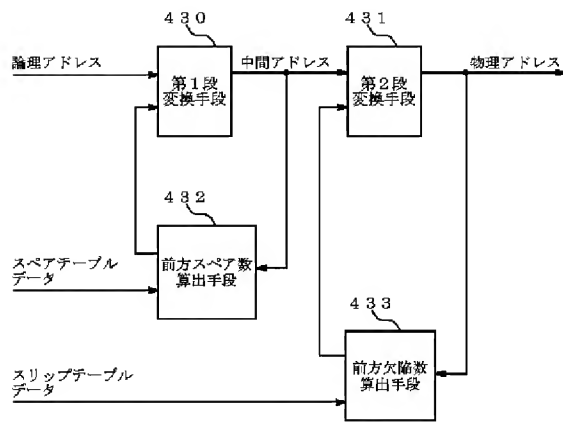 ４３０
４３１
論理アドレス
第１段
変換手段
中間アドレス
第２段
変換手段
物理アドレス
４３２
スペアテーブル
データ
前方スペア数
算出手段
４３３
スリップテーブル
データ
前方欠陥数
算出手段